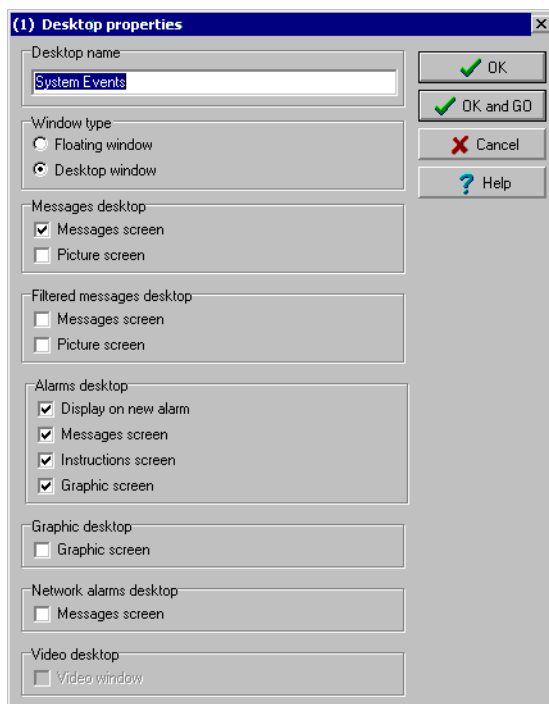 (1) Desktop properties
Desktop name
System Events
Window type
Floating window
Desktop window
Messages desktop
Messages screen
Picture screen
Filtered messages desktop
Messages screen
Picture screen
Alarms desktop
Display on new alarm
Messages screen
Instructions screen
Graphic screen
Graphic desktop
Graphic screen
Network alarms desktop
Messages screen
Video desktop
Video window
OK
OK and GO
Cancel
Help